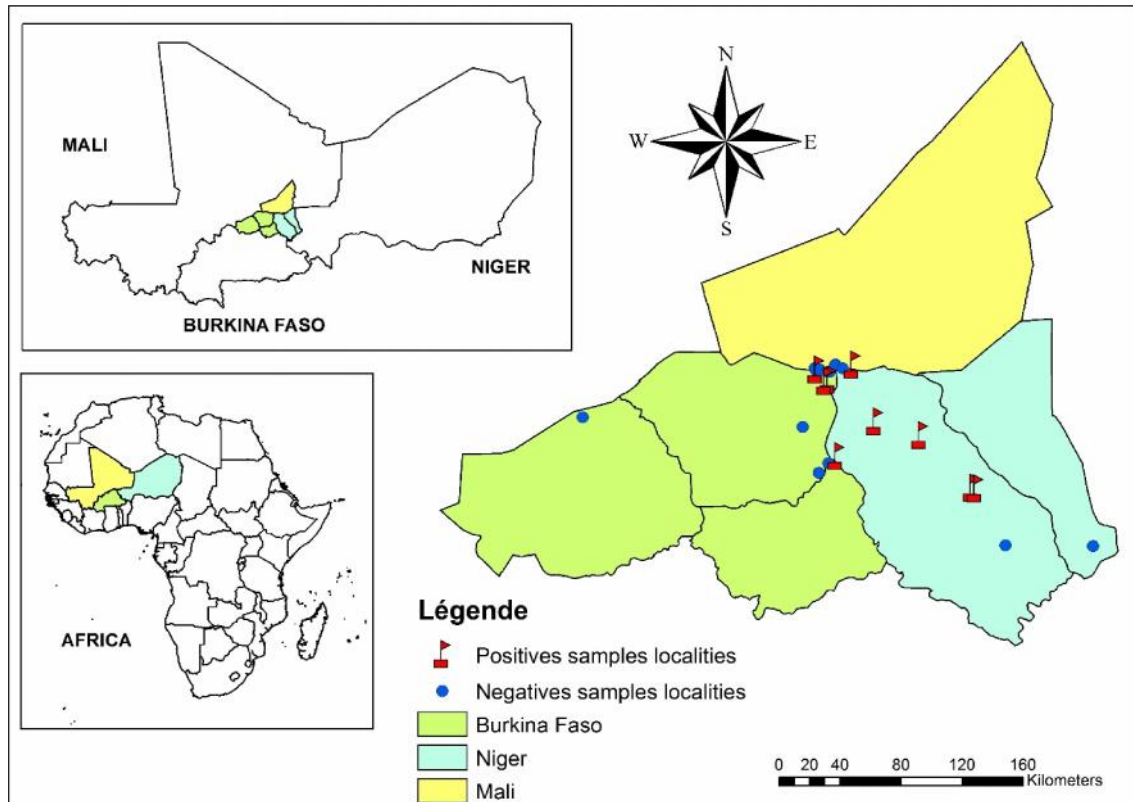 MALI
NIGER
BURKINA FASO
AFRICA
N
W E
S
Légende
Positives samples localities
Negatives samples localities
Burkina Faso
Niger
Mali
0 20 40 80 120 160
Kilometers